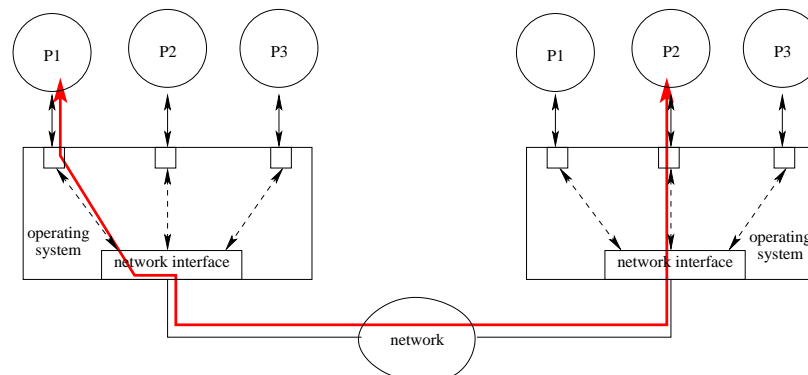 P1
P2
P3
P1
P2
P3
operating
system
network interface
network interface
operating
system
network